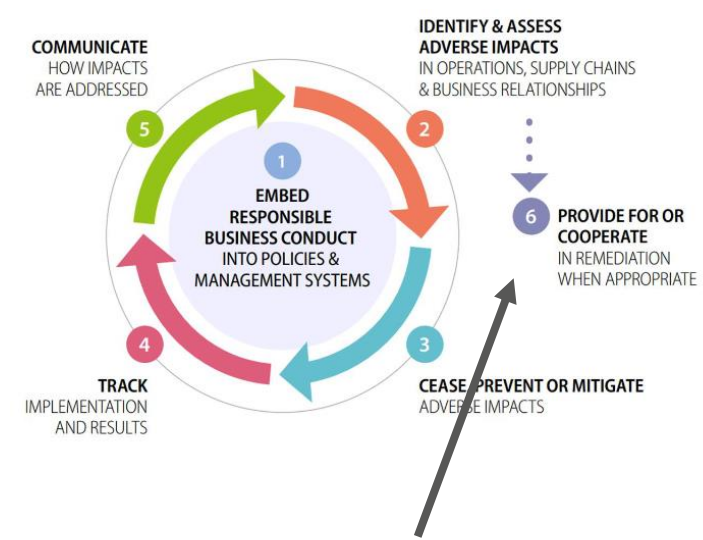 1
EMBED
RESPONSIBLE
BUSINESS CONDUCT
INTO POLICIES &
MANAGEMENT SYSTEMS
2
IDENTIFY & ASSESS
ADVERSE IMPACTS
IN OPERATIONS, SUPPLY CHAINS
& BUSINESS RELATIONSHIPS
3
CEASE, PREVENT OR MITIGATE
ADVERSE IMPACTS
4
TRACK
IMPLEMENTATION
AND RESULTS
5
COMMUNICATE
HOW IMPACTS
ARE ADDRESSED
6
PROVIDE FOR OR
COOPERATE
IN REMEDIATION
WHEN APPROPRIATE